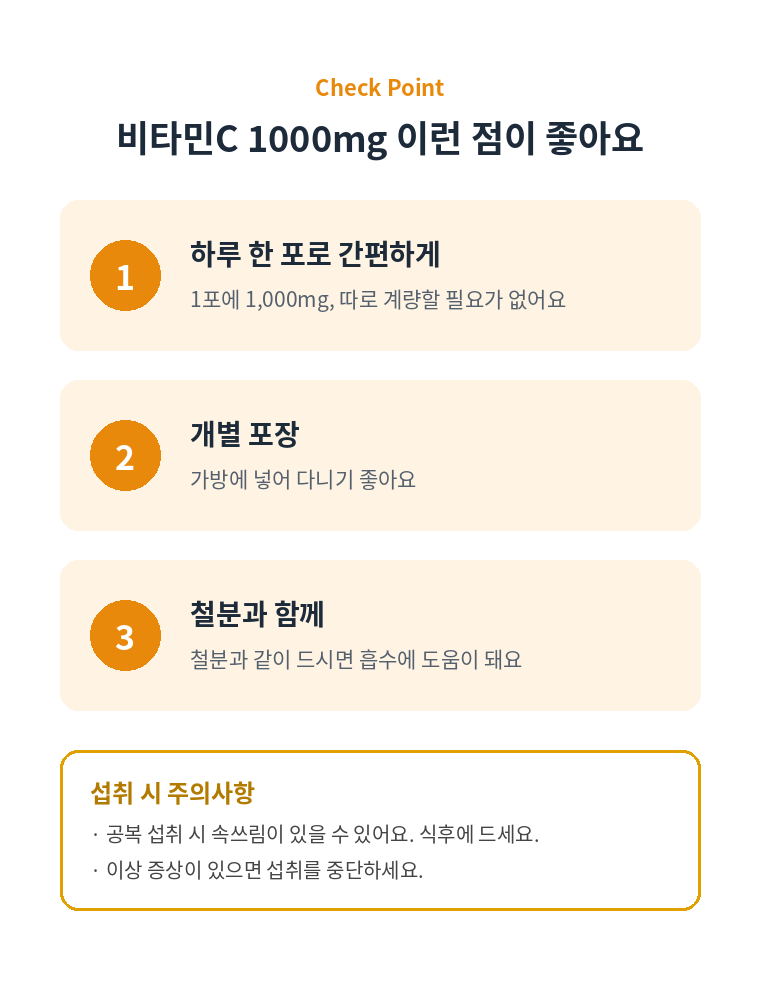 Check Point
비타민C 1000mg 이런 점이 좋아요
1
하루 한 포로 간편하게
1포에 1,000mg, 따로 계량할 필요가 없어요
2
개별 포장
가방에 넣어 다니기 좋아요
3
철분과 함께
철분과 같이 드시면 흡수에 도움이 돼요
섭취 시 주의사항
· 공복 섭취 시 속쓰림이 있을 수 있어요. 식후에 드세요.
· 이상 증상이 있으면 섭취를 중단하세요.